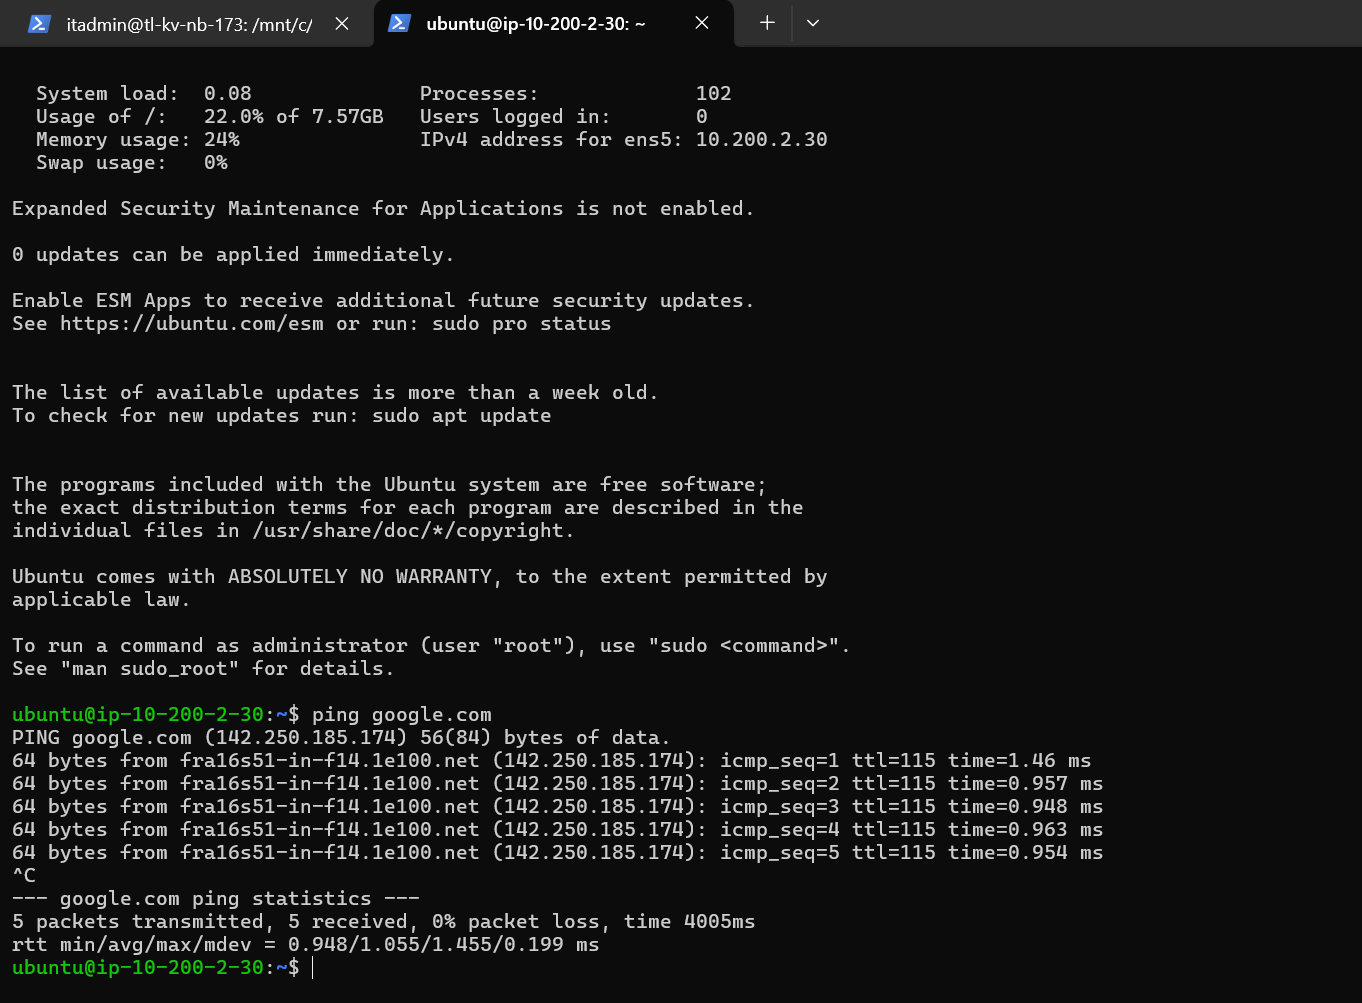 itadmin@tl-kv-nb-173: /mnt/c/
ubuntu@ip-10-200-2-30: ~
System load:  0.08              Processes:             102
Usage of /:   22.0% of 7.57GB   Users logged in:       0
Memory usage: 24%               IPv4 address for ens5: 10.200.2.30
Swap usage:   0%
Expanded Security Maintenance for Applications is not enabled.
0 updates can be applied immediately.
Enable ESM Apps to receive additional future security updates.
See https://ubuntu.com/esm or run: sudo pro status
The list of available updates is more than a week old.
To check for new updates run: sudo apt update
The programs included with the Ubuntu system are free software;
the exact distribution terms for each program are described in the
individual files in /usr/share/doc/*/copyright.
Ubuntu comes with ABSOLUTELY NO WARRANTY, to the extent permitted by
applicable law.
To run a command as administrator (user "root"), use "sudo <command>".
See "man sudo_root" for details.
ubuntu@ip-10-200-2-30:~$ ping google.com
PING google.com (142.250.185.174) 56(84) bytes of data.
64 bytes from fra16s51-in-f14.1e100.net (142.250.185.174): icmp_seq=1 ttl=115 time=1.46 ms
64 bytes from fra16s51-in-f14.1e100.net (142.250.185.174): icmp_seq=2 ttl=115 time=0.957 ms
64 bytes from fra16s51-in-f14.1e100.net (142.250.185.174): icmp_seq=3 ttl=115 time=0.948 ms
64 bytes from fra16s51-in-f14.1e100.net (142.250.185.174): icmp_seq=4 ttl=115 time=0.963 ms
64 bytes from fra16s51-in-f14.1e100.net (142.250.185.174): icmp_seq=5 ttl=115 time=0.954 ms
^C
--- google.com ping statistics ---
5 packets transmitted, 5 received, 0% packet loss, time 4005ms
rtt min/avg/max/mdev = 0.948/1.055/1.455/0.199 ms
ubuntu@ip-10-200-2-30:~$